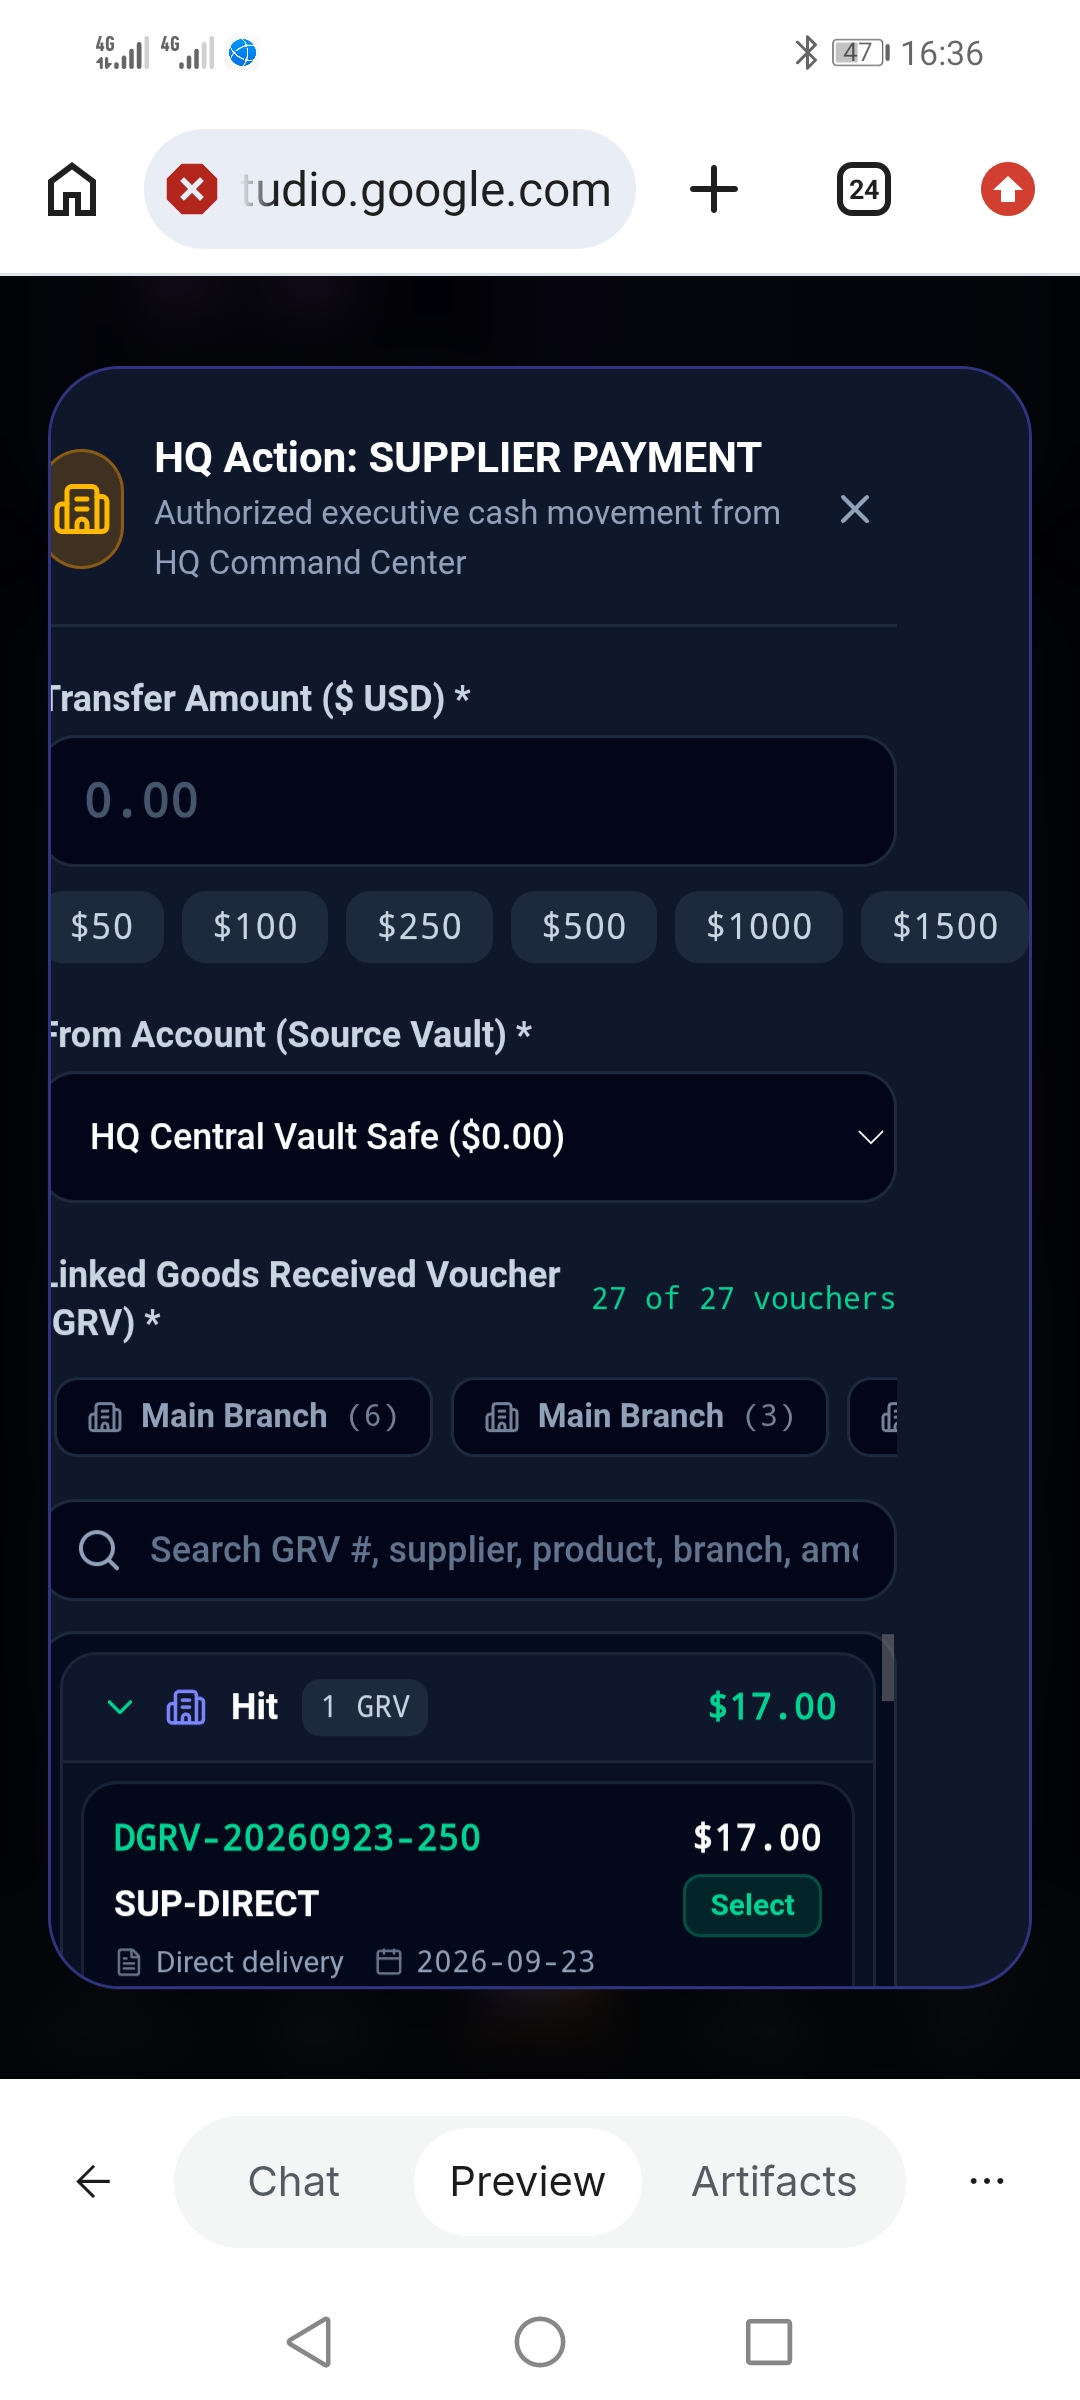 4G 4G 47 16:36
tudio.google.com 24
HQ Action: SUPPLIER PAYMENT
Authorized executive cash movement from
HQ Command Center
Transfer Amount ($ USD) *
0.00
$50 $100 $250 $500 $1000 $1500
From Account (Source Vault) *
HQ Central Vault Safe ($0.00)
Linked Goods Received Voucher
GRV) *
27 of 27 vouchers
Main Branch (6) Main Branch (3)
Search GRV #, supplier, product, branch, amo
Hit 1 GRV $17.00
DGRV-20260923-250 $17.00
SUP-DIRECT Select
Direct delivery 2026-09-23
Chat Preview Artifacts